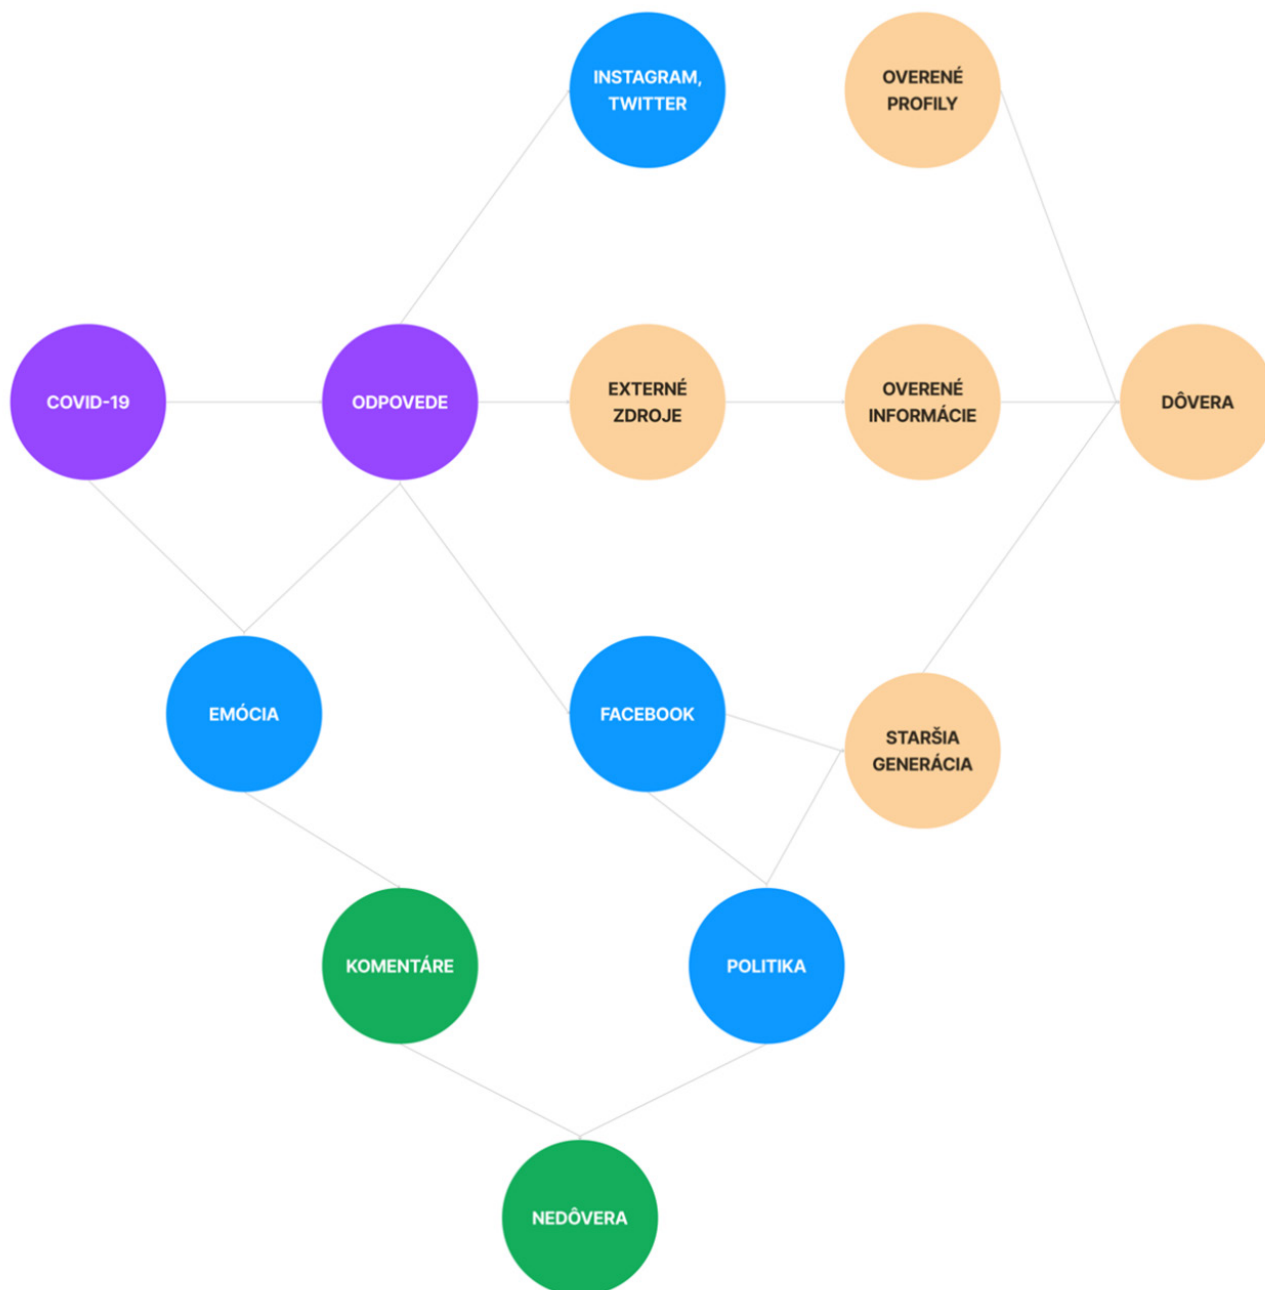 INSTAGRAM,
TWITTER
OVERENÉ
PROFILY
COVID-19
ODPOVEDE
EXTERNÉ
ZDROJE
OVERENÉ
INFORMÁCIE
DÔVERA
EMÓCIA
FACEBOOK
STARŠIA
GENERÁCIA
KOMENTÁRE
POLITIKA
NEDÔVERA